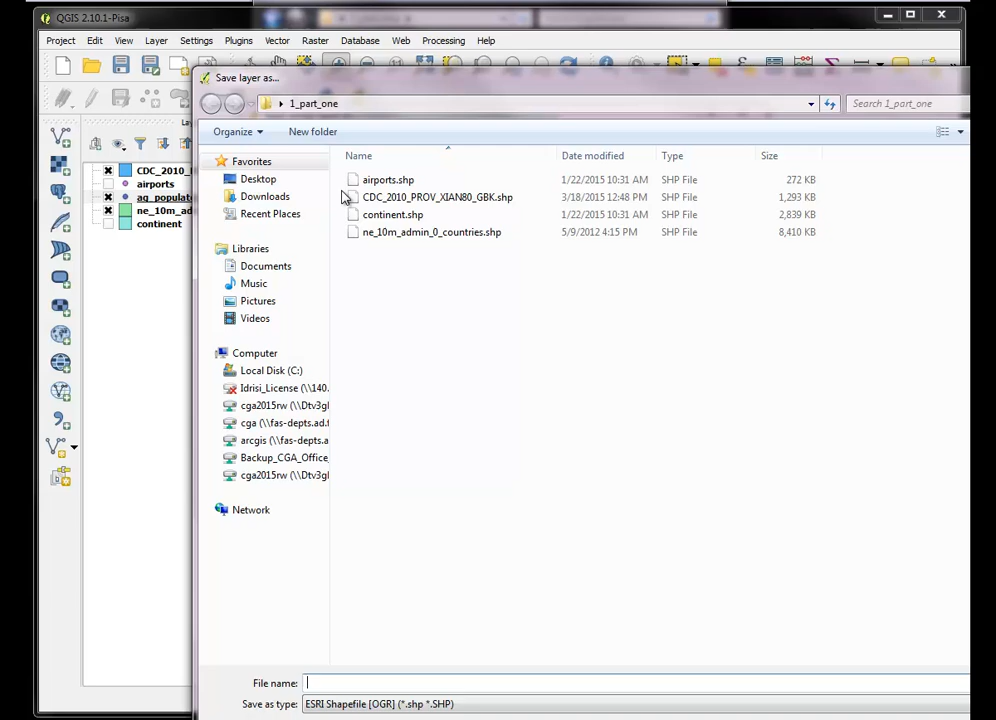 QGIS 2.10.1-Pisa
Project Edit View Layer Settings Plugins Vector Raster Database Web Processing Help
Save layer as...
1_part_one
Search 1_part_one
Organize New folder
Name Date modified Type Size
Favorites
Desktop
Downloads
Recent Places
Libraries
Documents
Music
Pictures
Videos
Computer
Local Disk (C:)
Idrisi_License (\\140.
cga2015rw (\\Dtv3gl
cga (\\fas-depts.ad.f
arcgis (\\fas-depts.a
Backup_CGA_Office_
cga2015rw (\\Dtv3gl
Network
airports.shp 1/22/2015 10:31 AM SHP File 272 KB
CDC_2010_PROV_XIAN80_GBK.shp 3/18/2015 12:48 PM SHP File 1,293 KB
continent.shp 1/22/2015 10:31 AM SHP File 2,839 KB
ne_10m_admin_0_countries.shp 5/9/2012 4:15 PM SHP File 8,410 KB
Lay
CDC_2010_
airports
ag_populate
ne_10m_ad
continent
File name:
Save as type: ESRI Shapefile [OGR] (*.shp *.SHP)